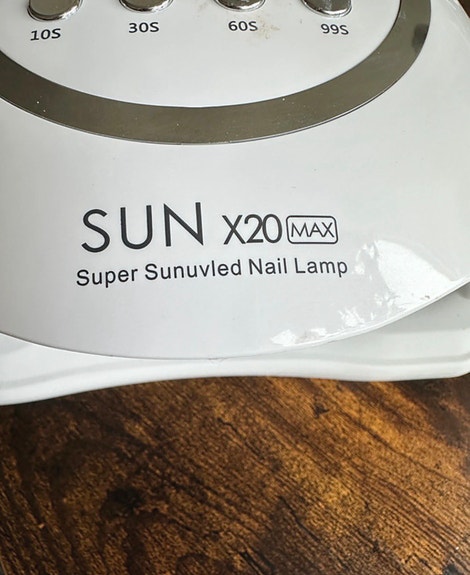 10S 30S 60S 99S
SUN X20 MAX
Super Sunuvled Nail Lamp